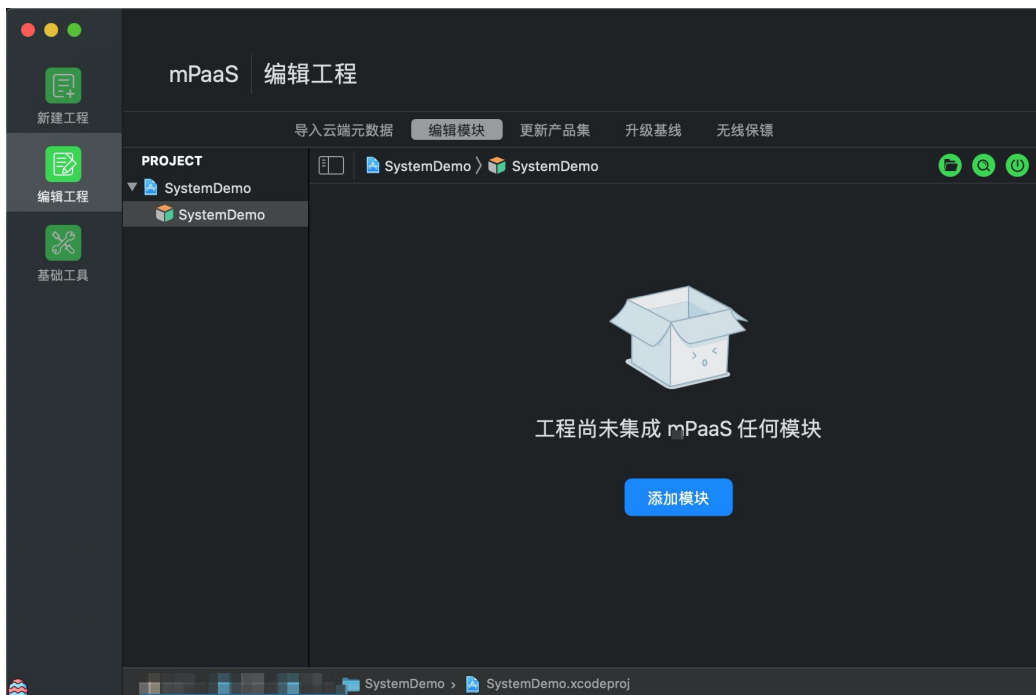 mPaaS 编辑工程
新建工程
编辑工程
基础工具
导入云端元数据 编辑模块 更新产品集 升级基线 无线保镖
PROJECT
SystemDemo
SystemDemo
SystemDemo 〉 SystemDemo
工程尚未集成 mPaaS 任何模块
添加模块
SystemDemo › SystemDemo.xcodeproj